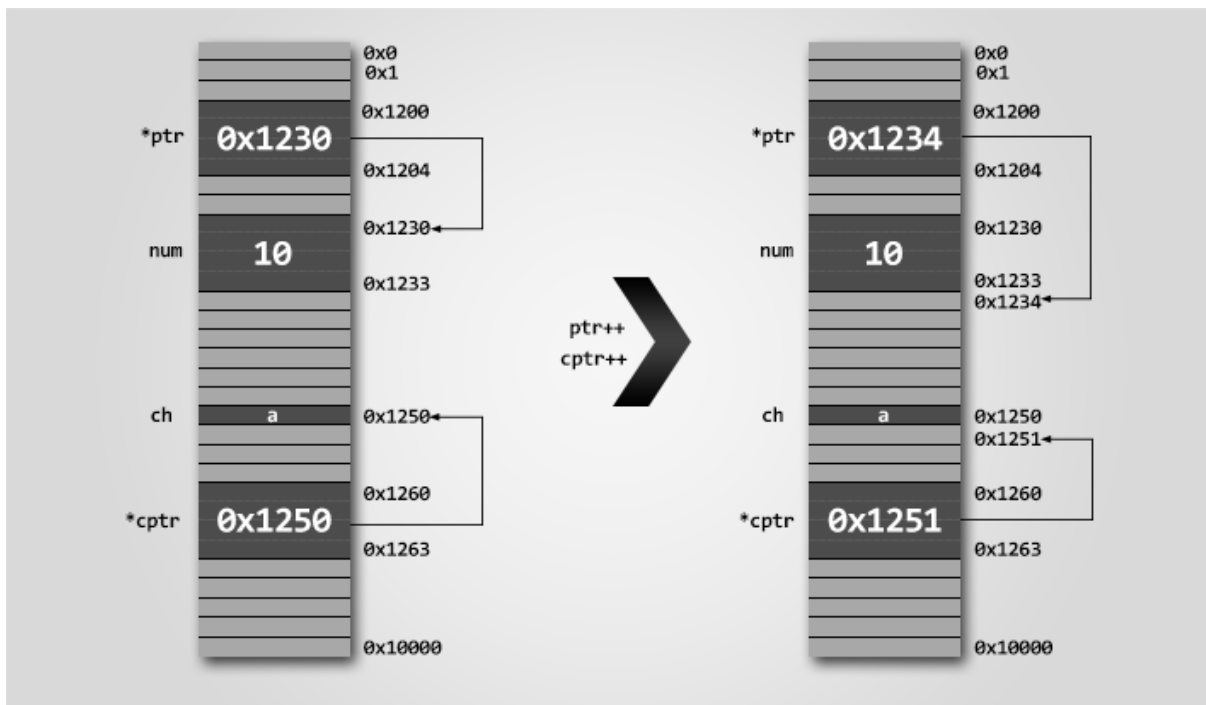 0x0
0x1
0x1200
*ptr 0x1230
0x1204
0x1230
num 10
0x1233
ch a 0x1250
0x1260
*cptr 0x1250
0x1263
0x10000
ptr++
cptr++
0x0
0x1
0x1200
*ptr 0x1234
0x1204
0x1230
num 10
0x1233
0x1234
ch a 0x1250
0x1251
0x1260
*cptr 0x1251
0x1263
0x10000